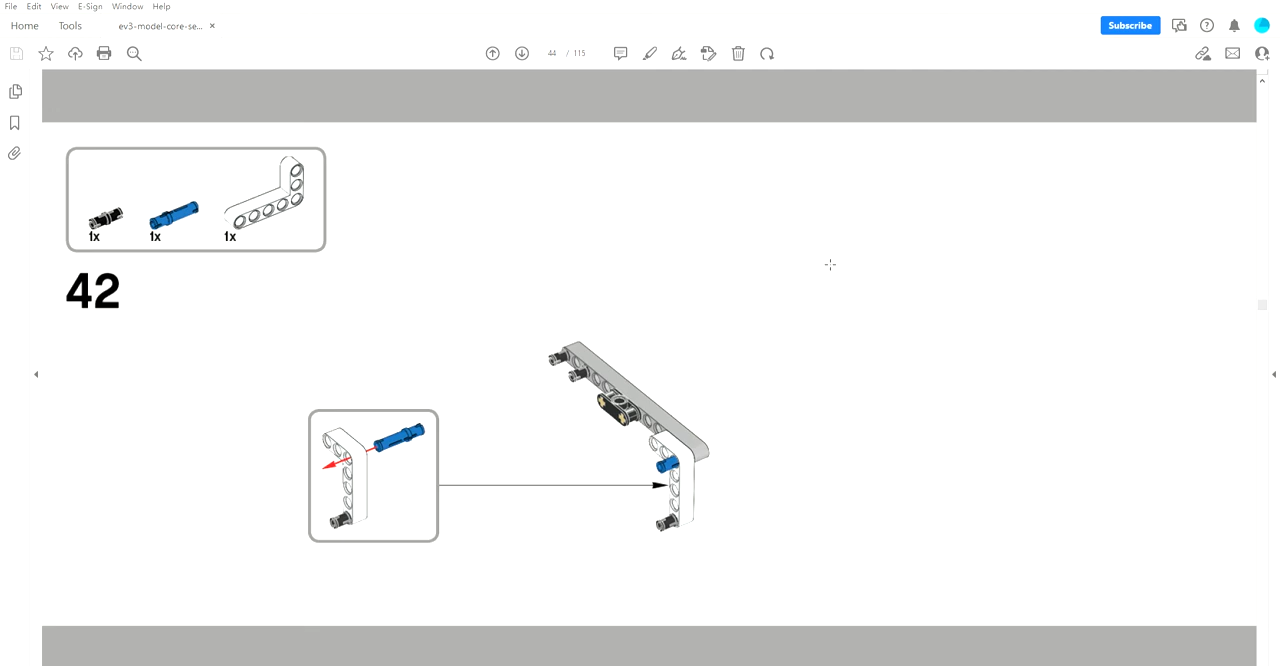 File Edit View E-Sign Window Help
Home Tools ev3-model-core-se... ×
Subscribe
44 / 115
1x 1x 1x
42